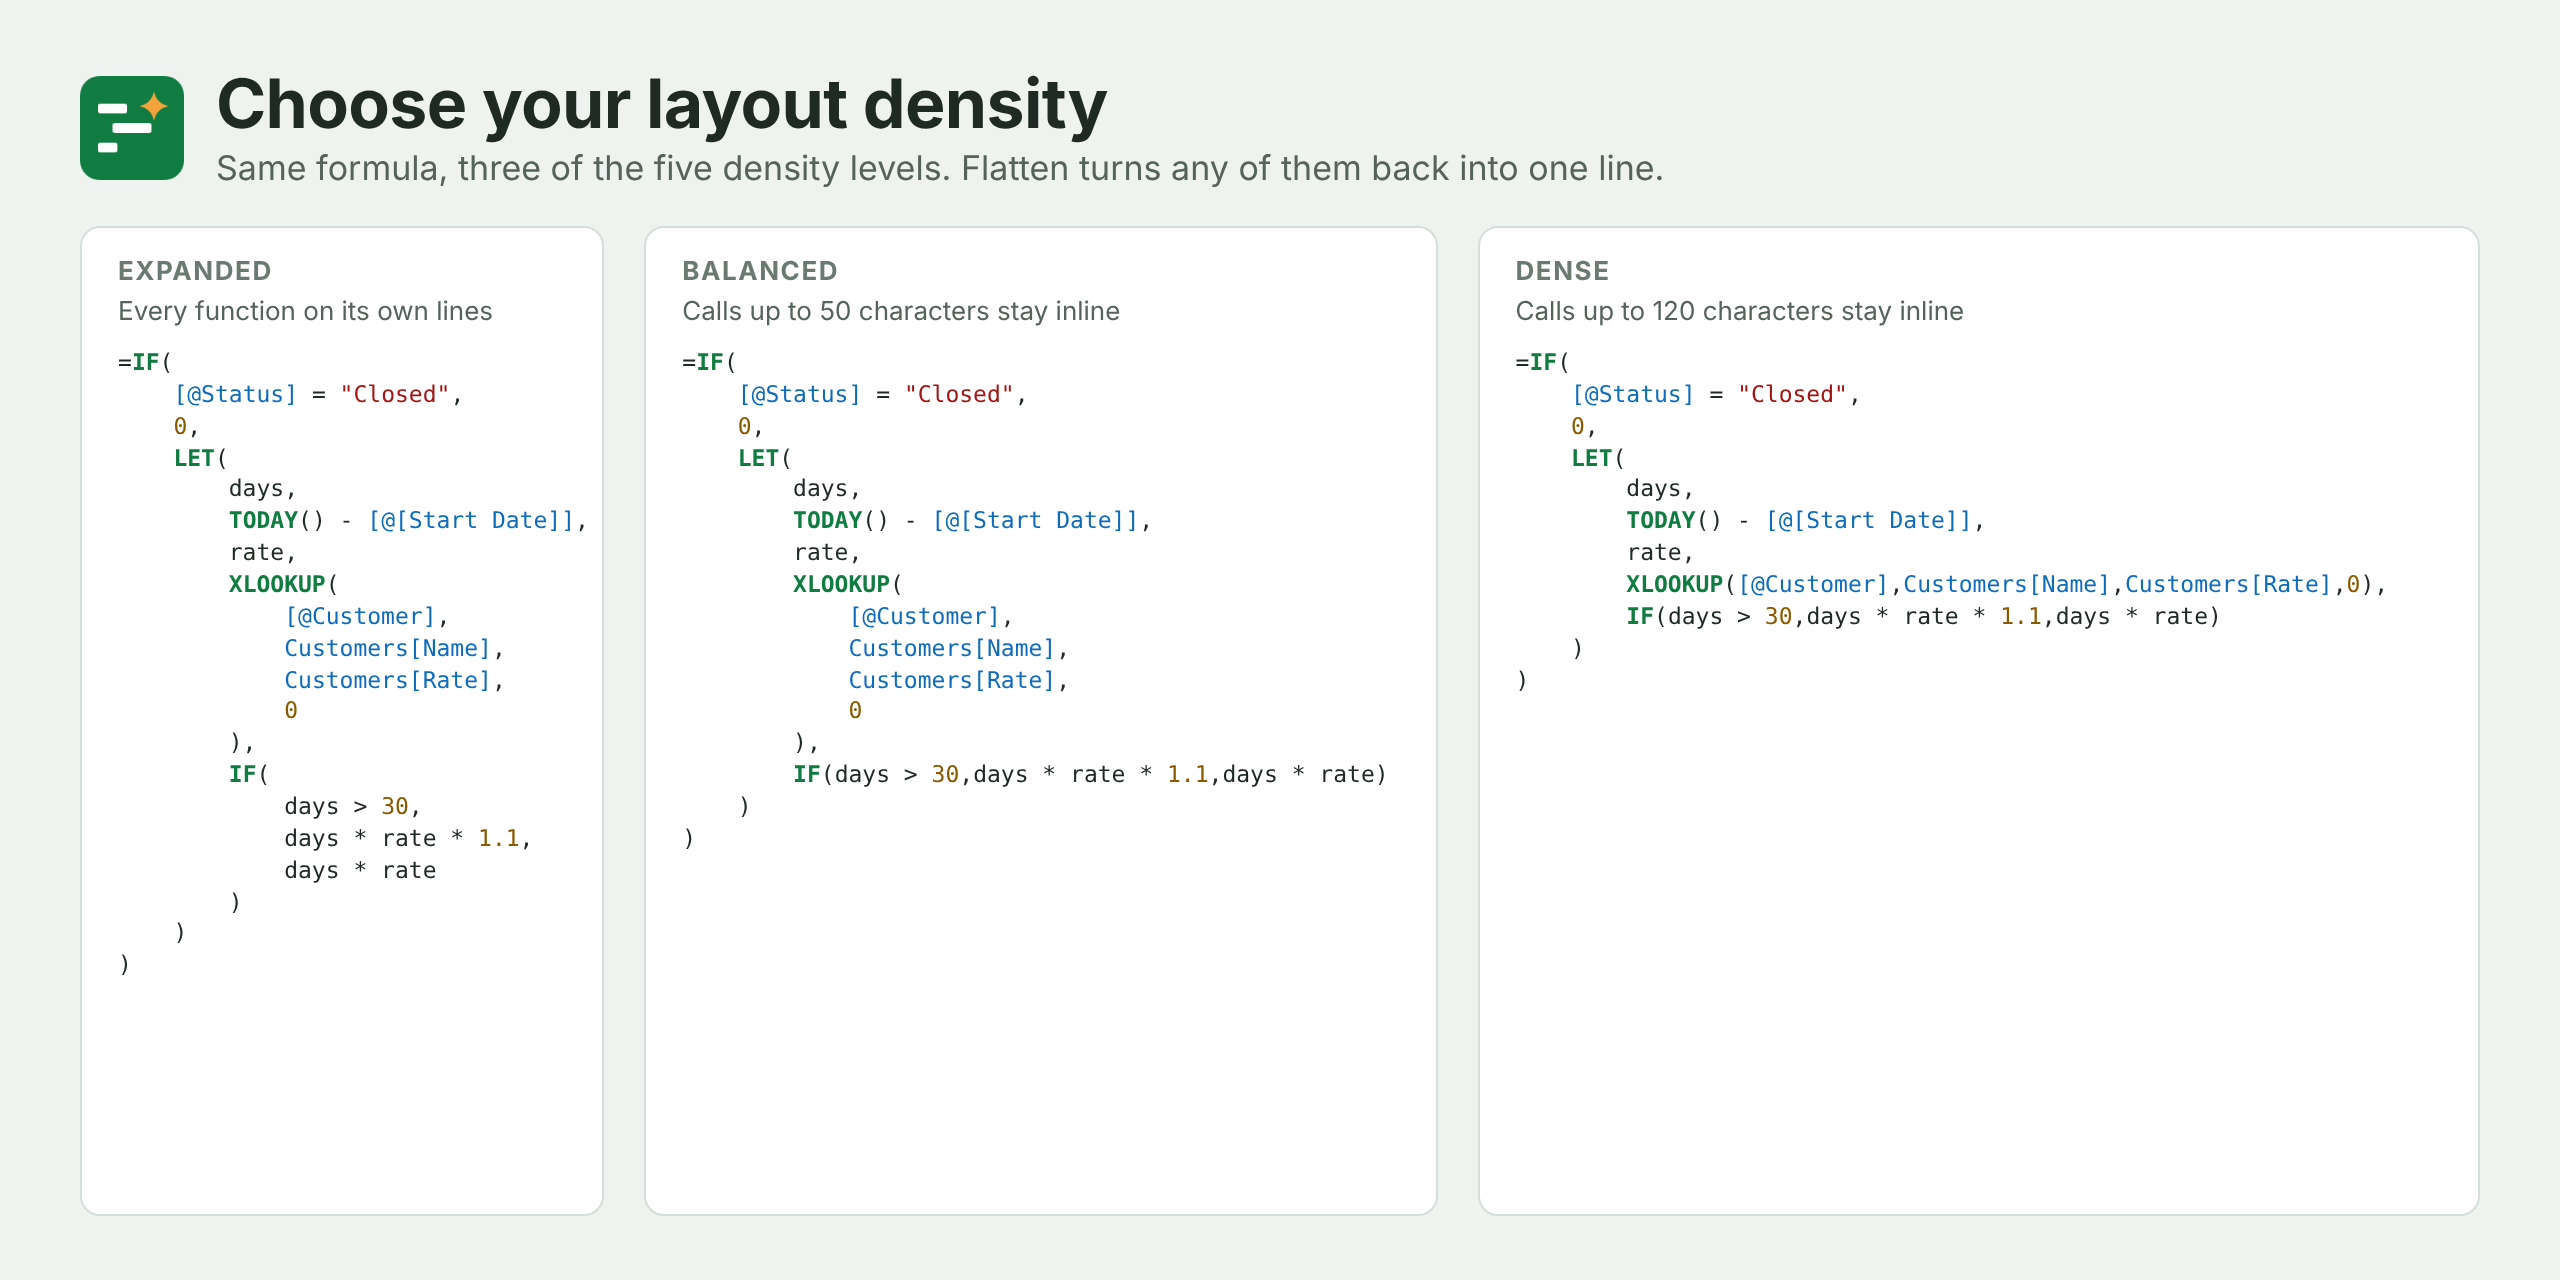 Choose your layout density
Same formula, three of the five density levels. Flatten turns any of them back into one line.
EXPANDED
Every function on its own lines
=IF(
    [@Status] = "Closed",
    0,
    LET(
        days,
        TODAY() - [@[Start Date]],
        rate,
        XLOOKUP(
            [@Customer],
            Customers[Name],
            Customers[Rate],
            0
        ),
        IF(
            days > 30,
            days * rate * 1.1,
            days * rate
        )
    )
)
BALANCED
Calls up to 50 characters stay inline
=IF(
    [@Status] = "Closed",
    0,
    LET(
        days,
        TODAY() - [@[Start Date]],
        rate,
        XLOOKUP(
            [@Customer],
            Customers[Name],
            Customers[Rate],
            0
        ),
        IF(days > 30,days * rate * 1.1,days * rate)
    )
)
DENSE
Calls up to 120 characters stay inline
=IF(
    [@Status] = "Closed",
    0,
    LET(
        days,
        TODAY() - [@[Start Date]],
        rate,
        XLOOKUP([@Customer],Customers[Name],Customers[Rate],0),
        IF(days > 30,days * rate * 1.1,days * rate)
    )
)